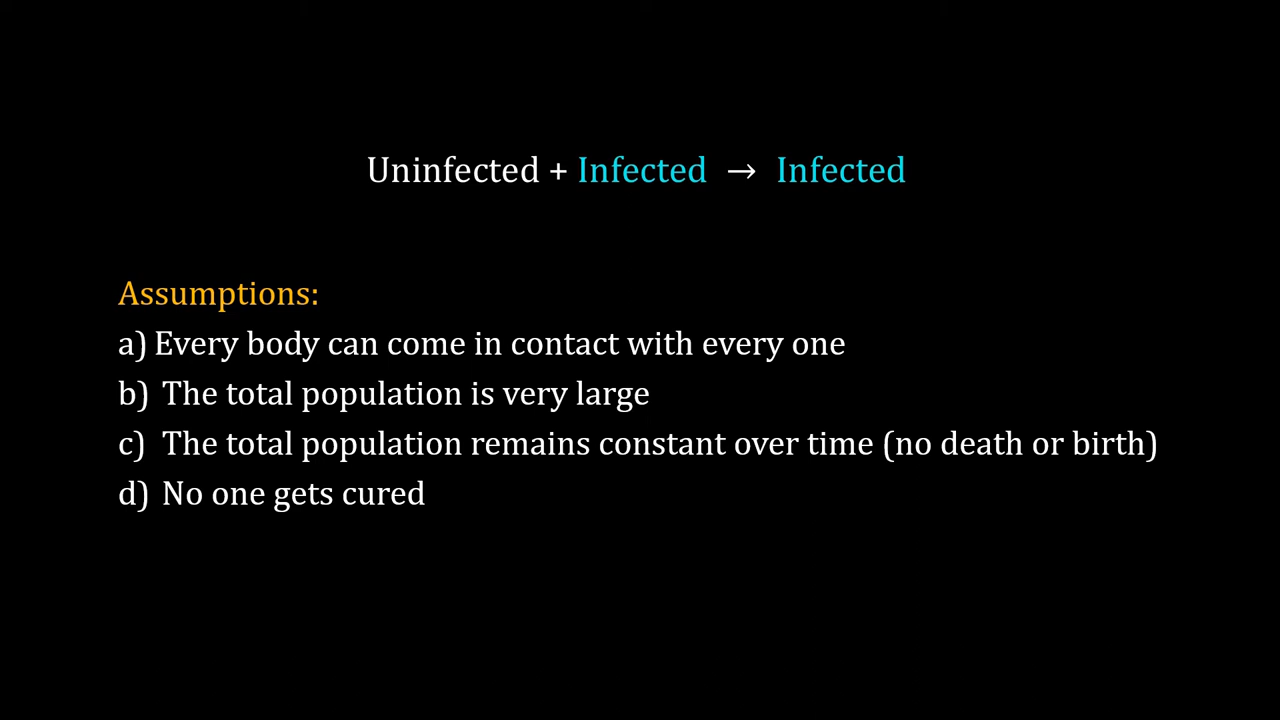 Uninfected + Infected → Infected
Assumptions:
a) Every body can come in contact with every one
b) The total population is very large
c) The total population remains constant over time (no death or birth)
d) No one gets cured